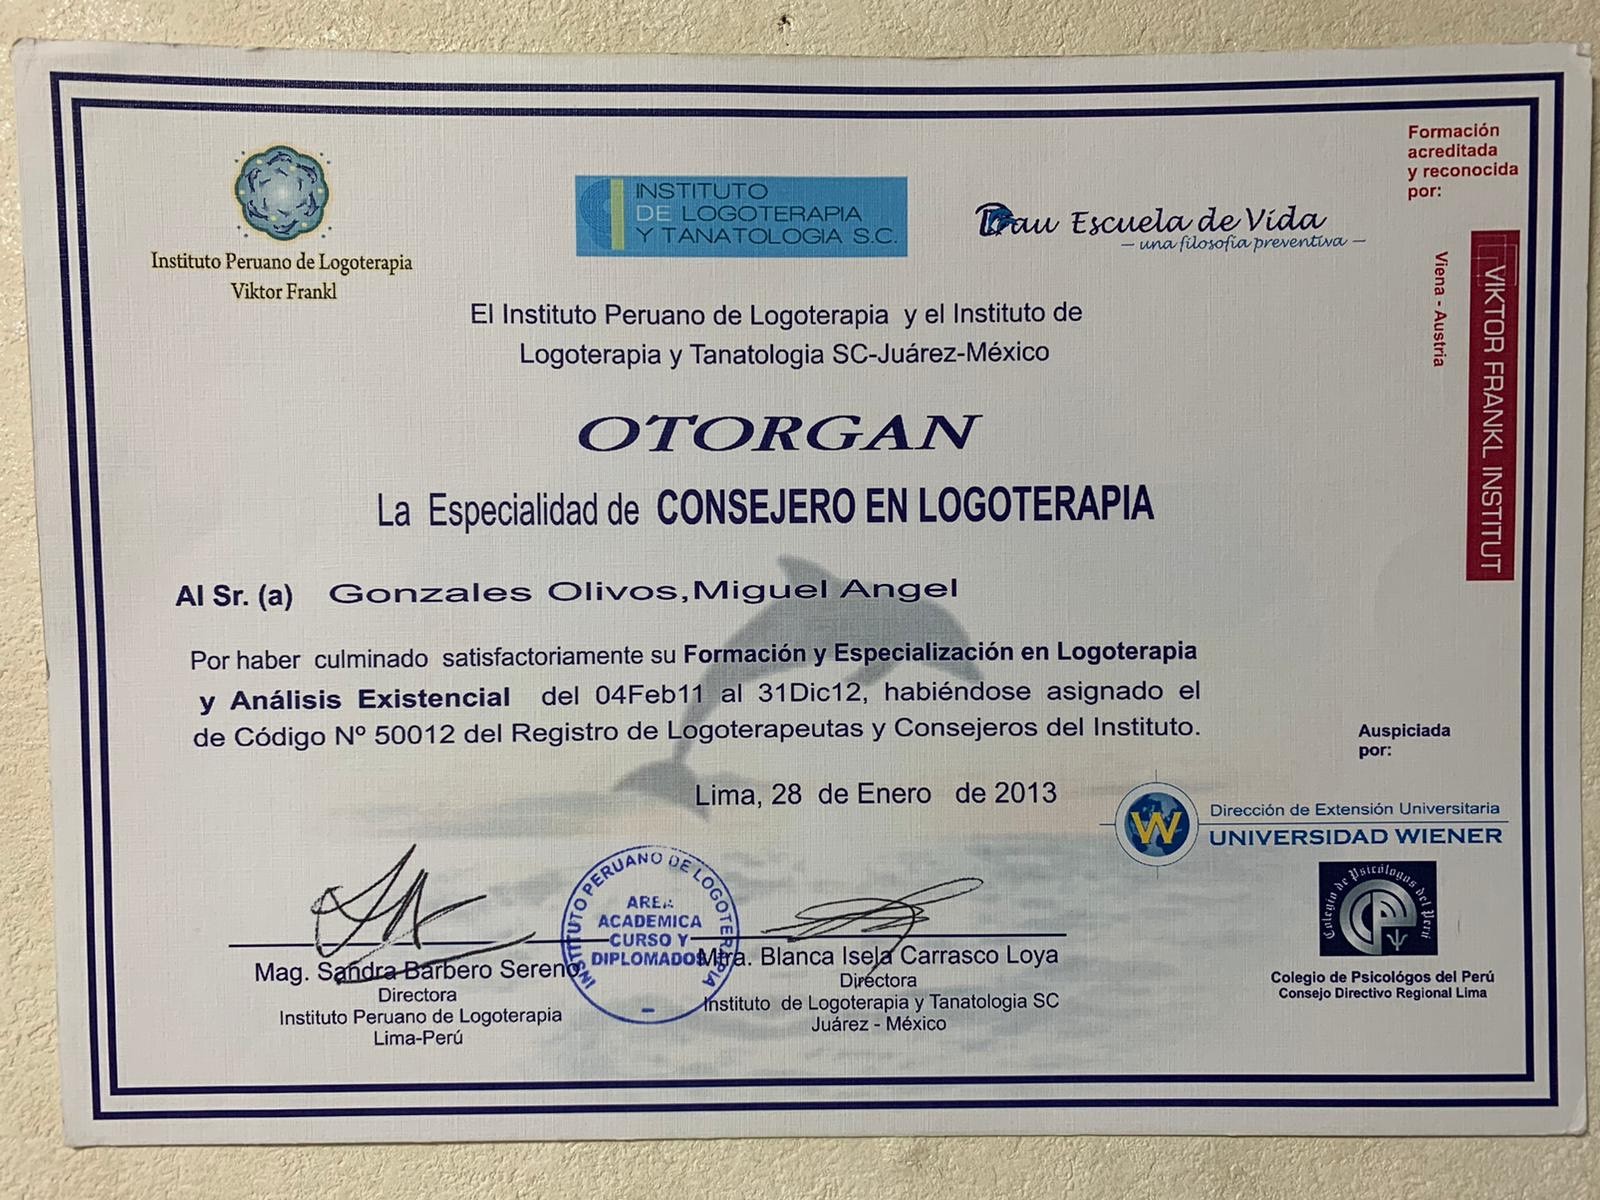 Formación
acreditada
y reconocida
por:
Viena - Austria
VIKTOR FRANKL INSTITUT
Instituto Peruano de Logoterapia
Viktor Frankl
INSTITUTO
DE LOGOTERAPIA
Y TANATOLOGIA S.C.
Escuela de Vida
– una filosofía preventiva –
El Instituto Peruano de Logoterapia y el Instituto de
Logoterapia y Tanatologia SC-Juárez-México
OTORGAN
La Especialidad de CONSEJERO EN LOGOTERAPIA
Al Sr. (a) Gonzales Olivos,Miguel Angel
Por haber culminado satisfactoriamente su Formación y Especialización en Logoterapia
y Análisis Existencial del 04Feb11 al 31Dic12, habiéndose asignado el
de Código Nº 50012 del Registro de Logoterapeutas y Consejeros del Instituto.
Lima, 28 de Enero de 2013
Auspiciada
por:
W
Dirección de Extensión Universitaria
UNIVERSIDAD WIENER
Colegio de Psicólogos del Perú
Colegio de Psicológos del Perú
Consejo Directivo Regional Lima
INSTITUTO PERUANO DE LOGOTERAPIA
AREA
ACADEMICA
CURSO Y
DIPLOMADOS
Mag. Sandra Barbero Sereno
Directora
Instituto Peruano de Logoterapia
Lima-Perú
Mtra. Blanca Isela Carrasco Loya
Directora
Instituto de Logoterapia y Tanatologia SC
Juárez - México